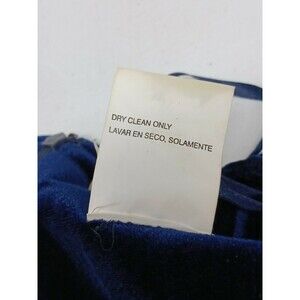 DRY CLEAN ONLY
LAVAR EN SECO, SOLAMENTE